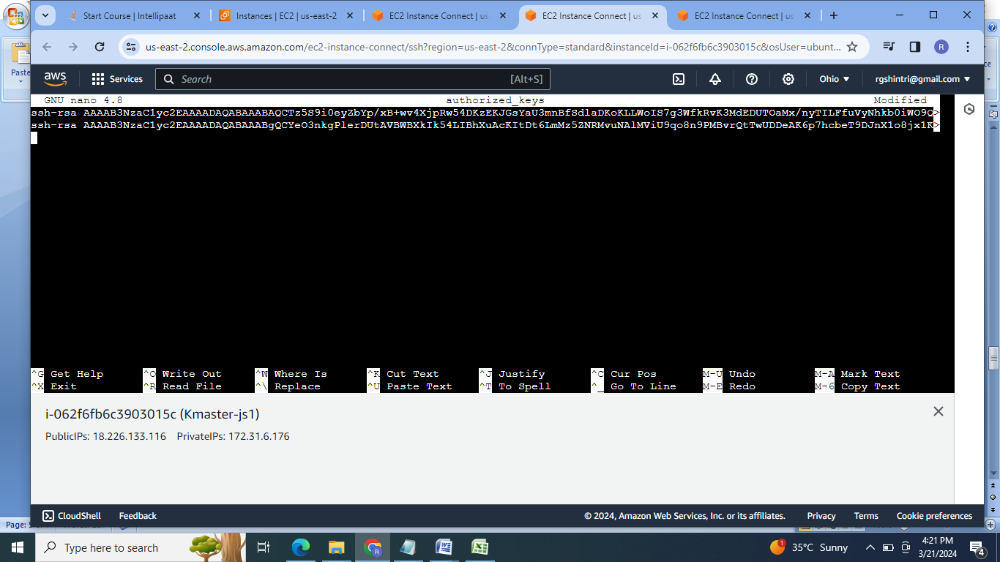 Start Course | Intellipaat
Instances | EC2 | us-east-2
EC2 Instance Connect | us
EC2 Instance Connect | us
EC2 Instance Connect | us
us-east-2.console.aws.amazon.com/ec2-instance-connect/ssh?region=us-east-2&connType=standard&instanceId=i-062f6fb6c3903015c&osUser=ubunt...
R
Paste
aws
Services
Search
[Alt+S]
Ohio
rgshintri@gmail.com
GNU nano 4.8
authorized_keys
Modified
ssh-rsa AAAAB3NzaC1yc2EAAAADAQABAAABAQCTz5S9i0eyZbYp/xB+wv4XjpRw54DKzEKJGsYaU3mnBfSdlaDKoKLLWoIS7g3WfkRvK3MdEDUTOaMx/nyTILFfuVyNhkb0iWO9Q>
ssh-rsa AAAAB3NzaC1yc2EAAAADAQABAAABgQCYeO3nkgPlerDUtAVBWBXkIk54LIBhXuAcKItDt6LmMz5ZNRMvuNAlMViU9qo8n9PMBvrQtTwUDDeAK6p7hcbeT9DJnX1o8jx1K>
^G Get Help ^O Write Out ^W Where Is ^K Cut Text ^J Justify ^C Cur Pos M-U Undo M-A Mark Text
^X Exit ^R Read File ^\ Replace ^U Paste Text ^T To Spell ^_ Go To Line M-E Redo M-6 Copy Text
i-062f6fb6c3903015c (Kmaster-js1)
PublicIPs: 18.226.133.116 PrivateIPs: 172.31.6.176
CloudShell
Feedback
© 2024, Amazon Web Services, Inc. or its affiliates.
Privacy
Terms
Cookie preferences
Page:
Type here to search
35°C Sunny
4:21 PM
3/21/2024
4